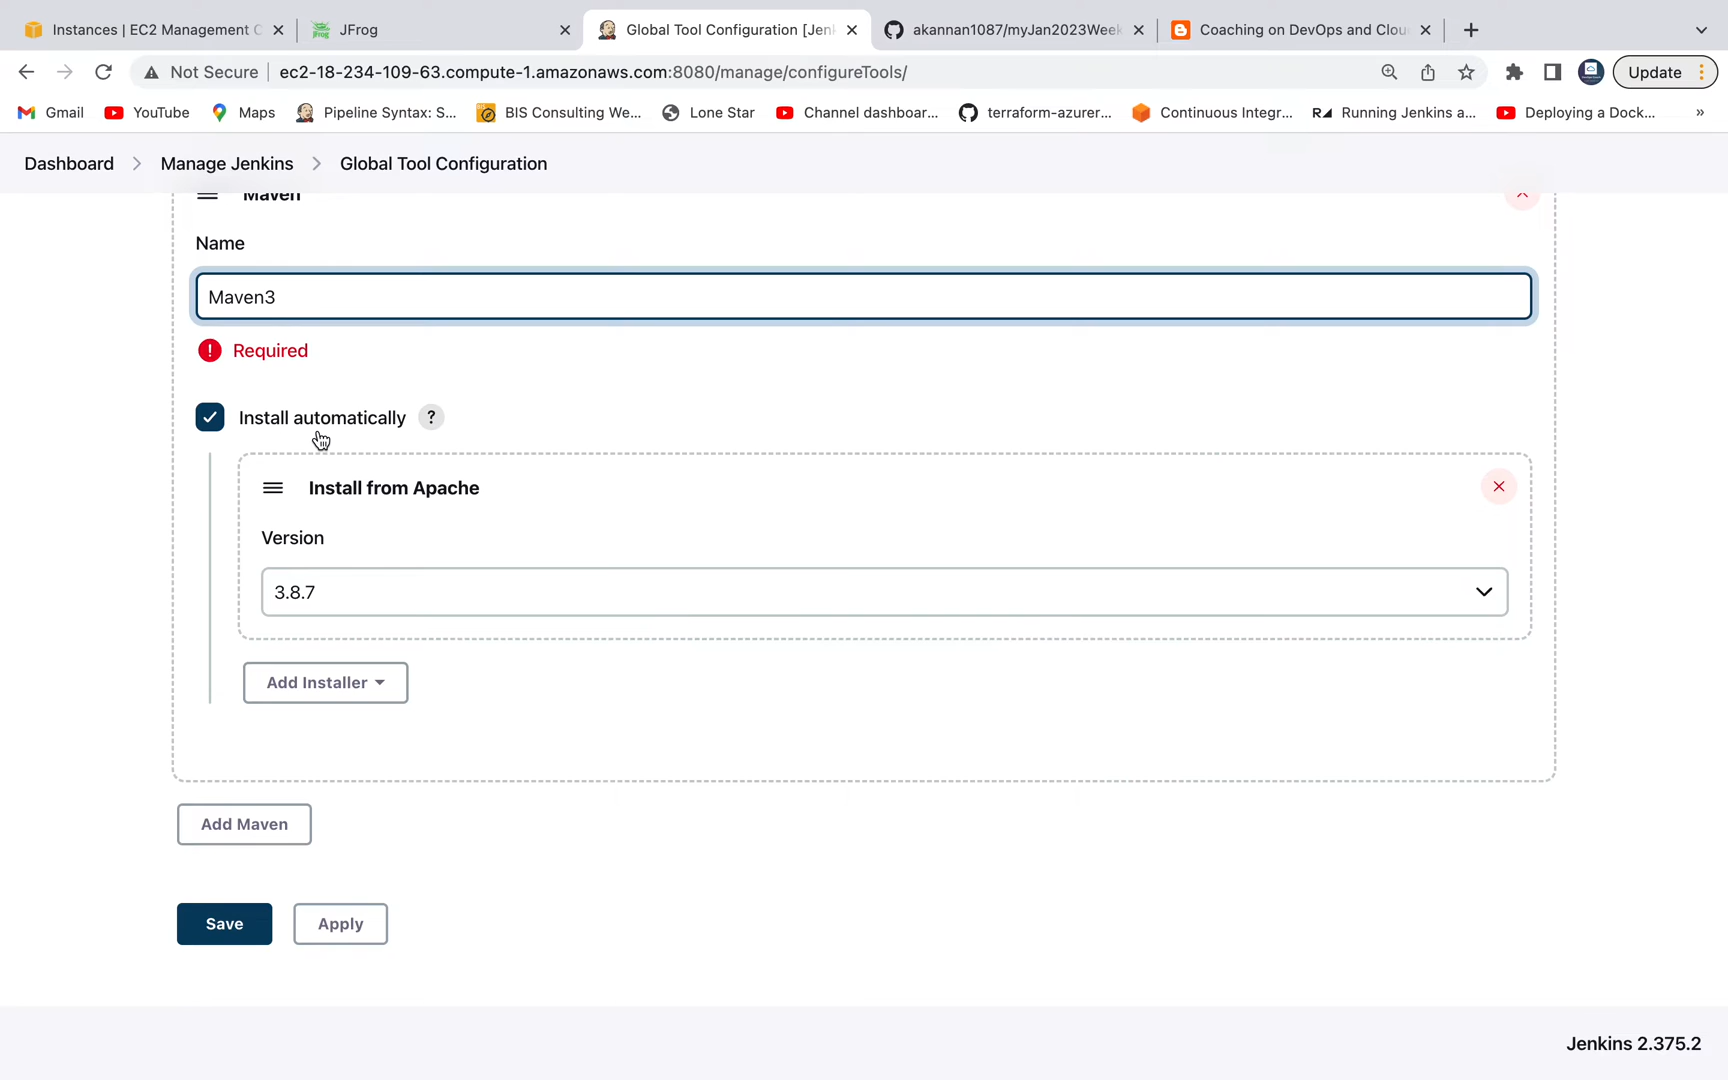 Instances | EC2 Management C
JFrog
Global Tool Configuration [Jenk
akannan1087/myJan2023Week
Coaching on DevOps and Clou
Not Secure
ec2-18-234-109-63.compute-1.amazonaws.com:8080/manage/configureTools/
Update
Gmail
YouTube
Maps
Pipeline Syntax: S...
BIS Consulting We...
Lone Star
Channel dashboar...
terraform-azurer...
Continuous Integr...
Running Jenkins a...
Deploying a Dock...
»
Dashboard
Manage Jenkins
Global Tool Configuration
Maven
Name
Maven3
Required
Install automatically
?
Install from Apache
Version
3.8.7
Add Installer
Add Maven
Save
Apply
Jenkins 2.375.2